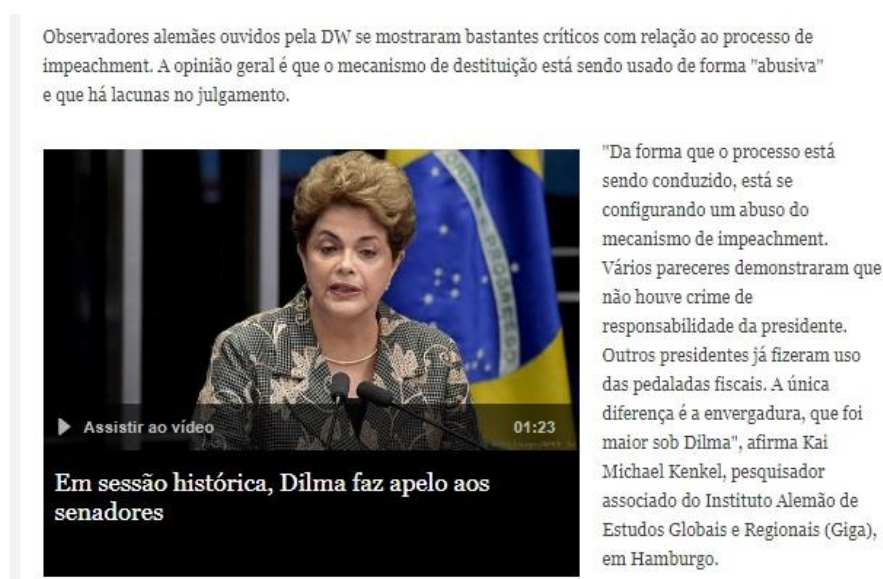 Observadores alemães ouvidos pela DW se mostraram bastantes críticos com relação ao processo de
impeachment. A opinião geral é que o mecanismo de destituição está sendo usado de forma "abusiva"
e que há lacunas no julgamento.
Assistir ao vídeo
01:23
Em sessão histórica, Dilma faz apelo aos
senadores
"Da forma que o processo está
sendo conduzido, está se
configurando um abuso do
mecanismo de impeachment.
Vários pareceres demonstraram que
não houve crime de
responsabilidade da presidente.
Outros presidentes já fizeram uso
das pedaladas fiscais. A única
diferença é a envergadura, que foi
maior sob Dilma", afirma Kai
Michael Kenkel, pesquisador
associado do Instituto Alemão de
Estudos Globais e Regionais (Giga),
em Hamburgo.